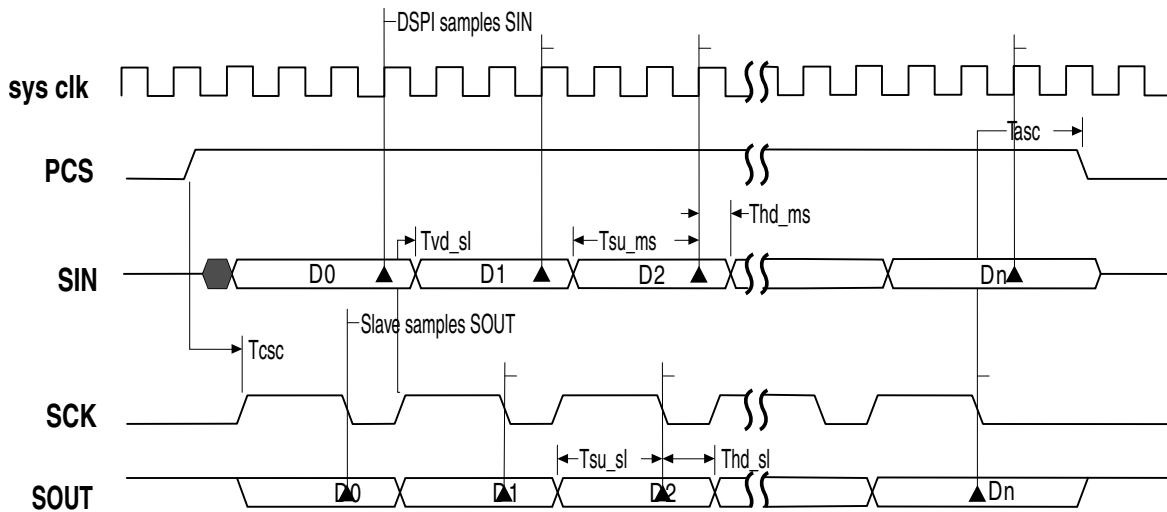 DSPI samples SIN
sys clk
Tasc
PCS
Thd_ms
Tvd_sl
Tsu_ms
SIN
D0
D1
D2
Dn
Slave samples SOUT
Tcsc
SCK
Tsu_sl
Thd_sl
SOUT
D0
D1
D2
Dn